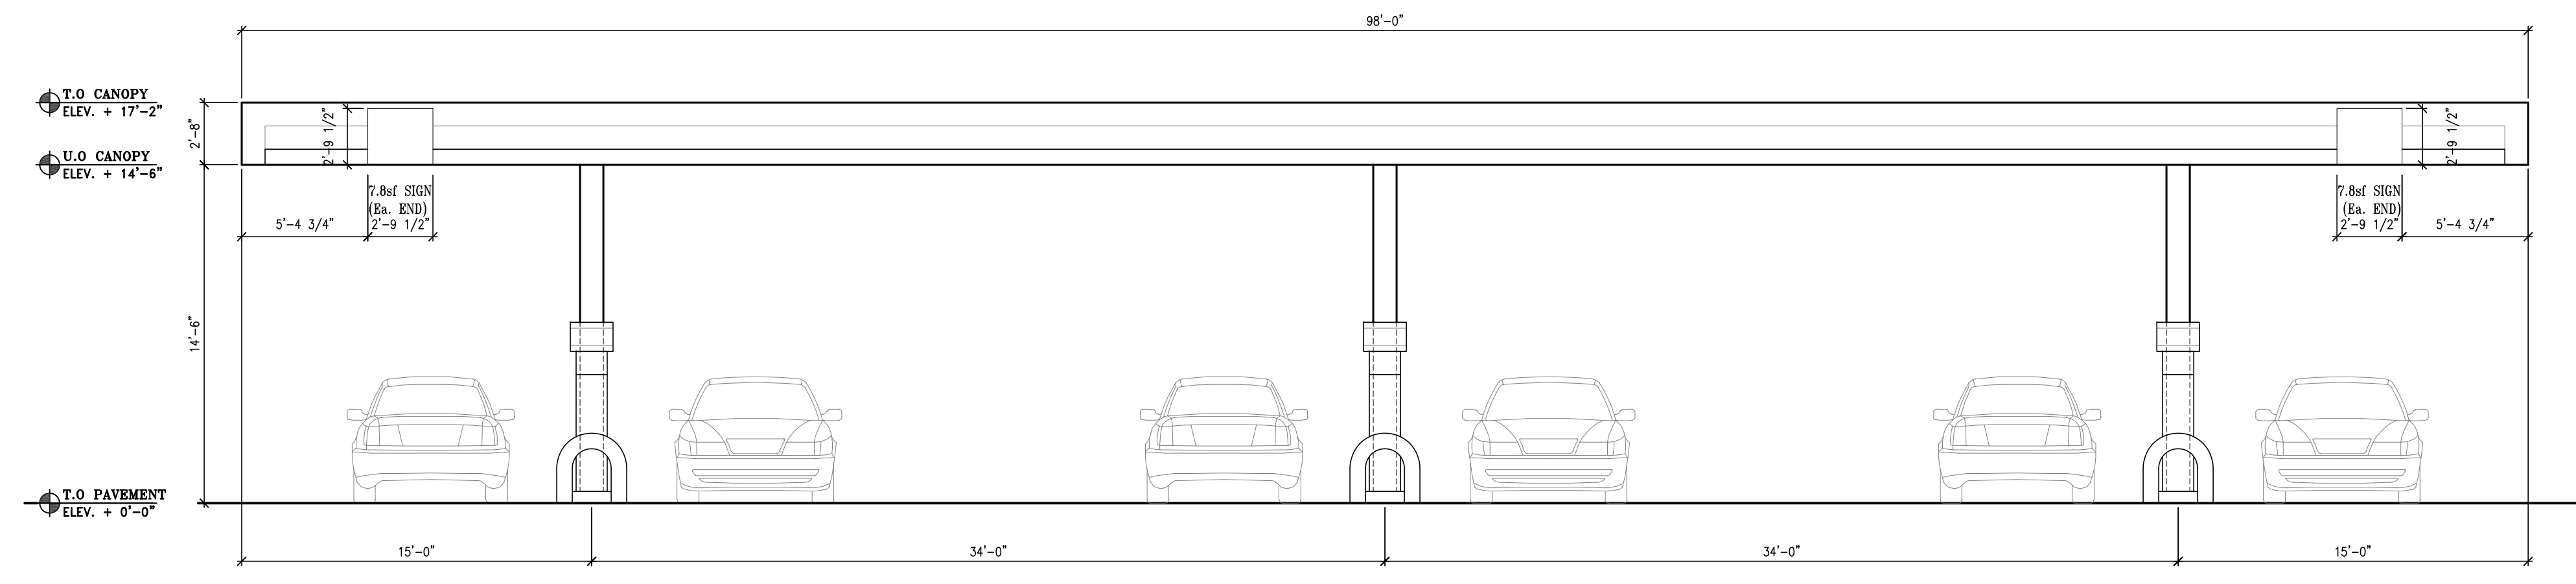 98'-0"
T.O CANOPY
ELEV. + 17'-2"
2'-8"
2'-9 1/2"
2'-9 1/2"
U.O CANOPY
ELEV. + 14'-6"
7.8sf SIGN
(Ea. END)
2'-9 1/2"
5'-4 3/4"
7.8sf SIGN
(Ea. END)
2'-9 1/2"
5'-4 3/4"
14'-6"
T.O PAVEMENT
ELEV. + 0'-0"
15'-0"
34'-0"
34'-0"
15'-0"